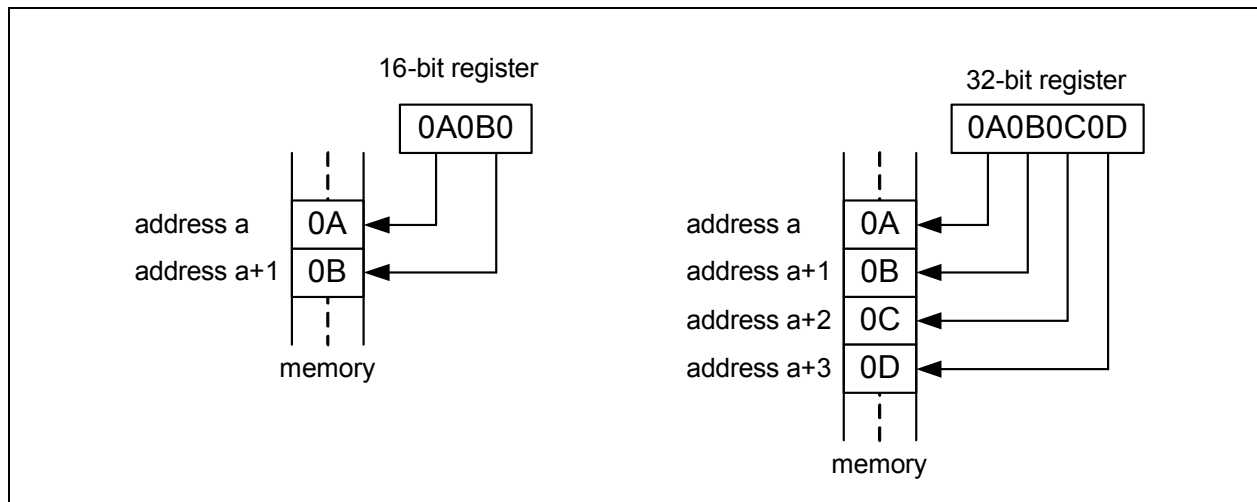 16-bit register
0A0B0
address a
0A
address a+1
0B
memory
32-bit register
0A0B0C0D
address a
0A
address a+1
0B
address a+2
0C
address a+3
0D
memory